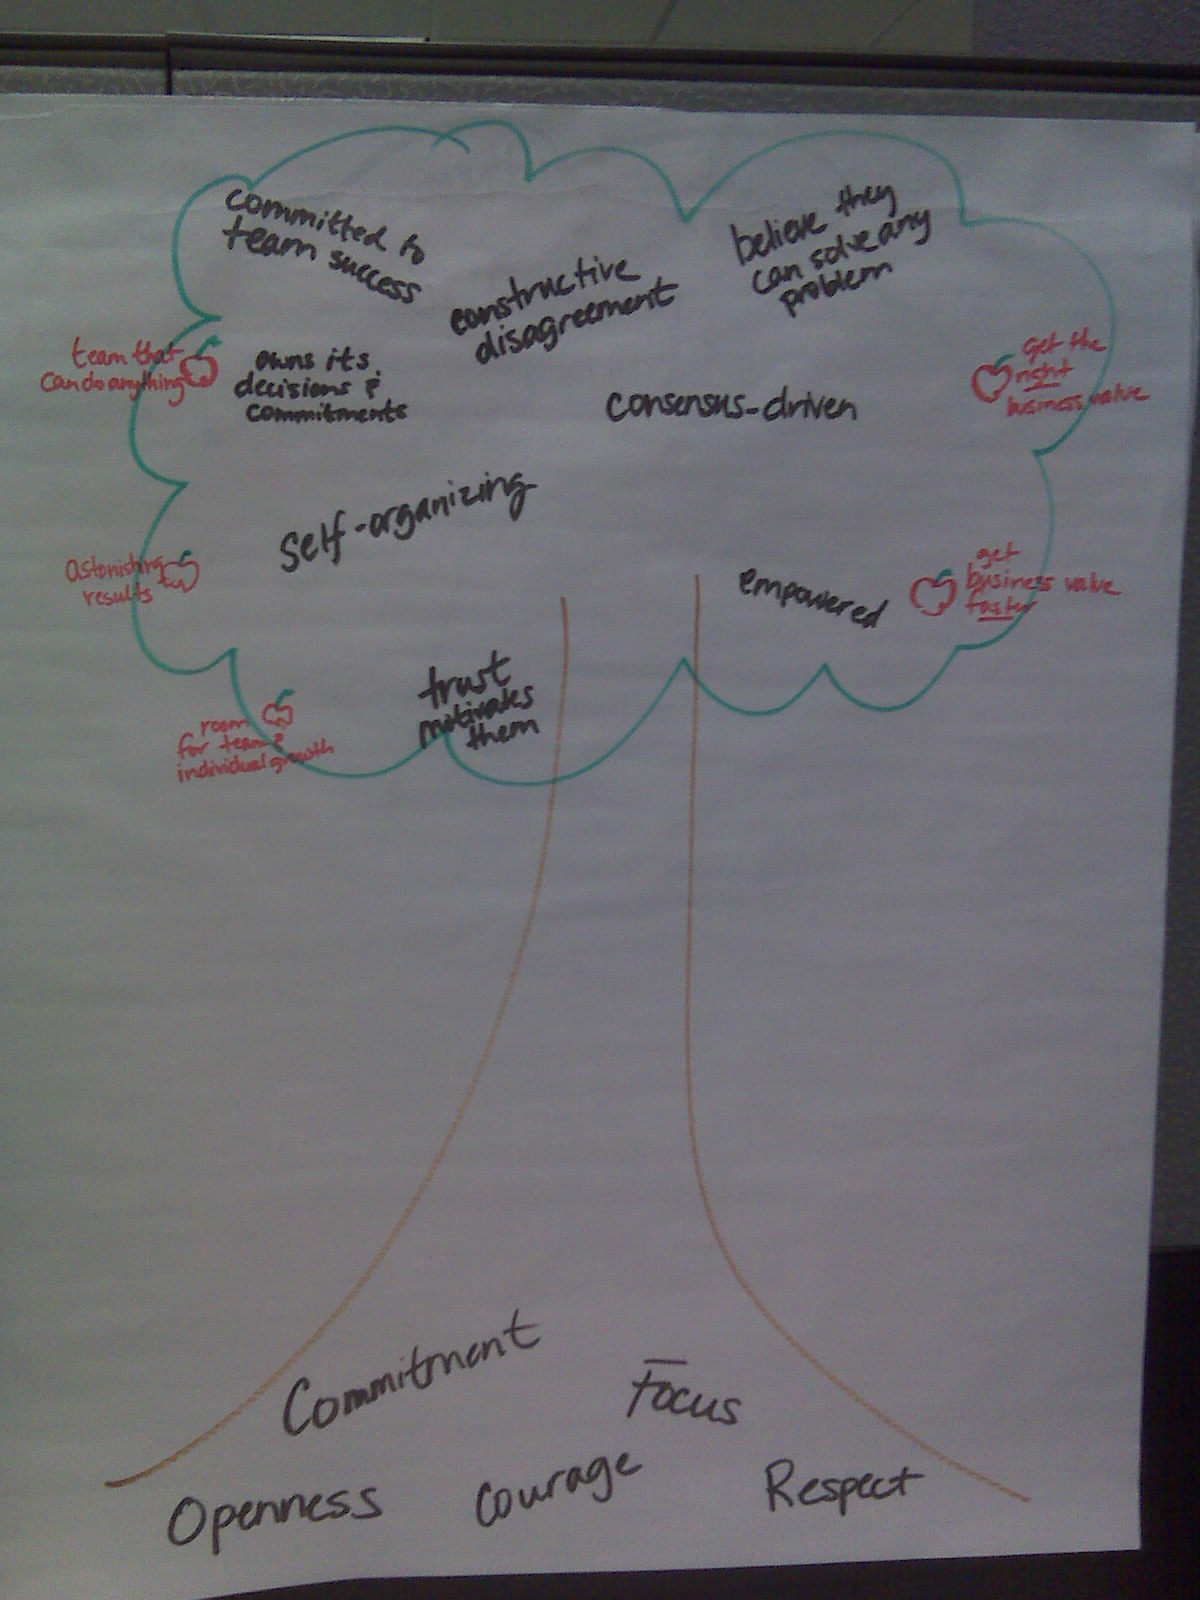 committed to
team success
constructive
disagreement
believe they
can solve any
problem
team that
can do anything
owns its
decisions &
commitments
consensus-driven
get the
right
business value
self-organizing
astonishing
results
empowered
get
business value
faster
trust
motivates
them
room
for team &
individual growth
Commitment
Focus
Openness
Courage
Respect